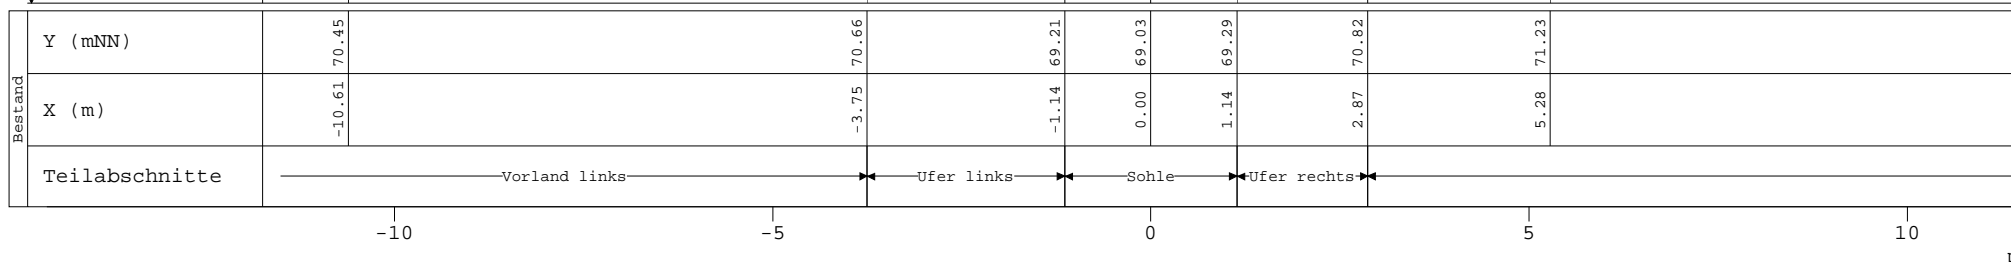 Bestand
Y (mNN) 70.45 70.66 69.21 69.03 69.29 70.82 71.23
X (m) -10.61 -3.75 -1.14 0.00 1.14 2.87 5.28
Teilabschnitte Vorland links Ufer links Sohle Ufer rechts
-10 -5 0 5 10